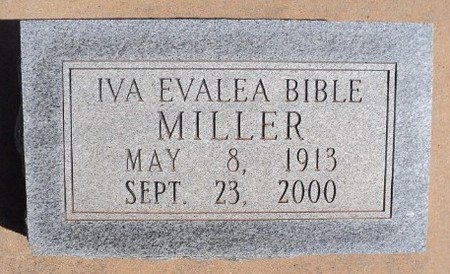 IVA EVALEA BIBLE
MILLER
MAY 8, 1913
SEPT. 23, 2000